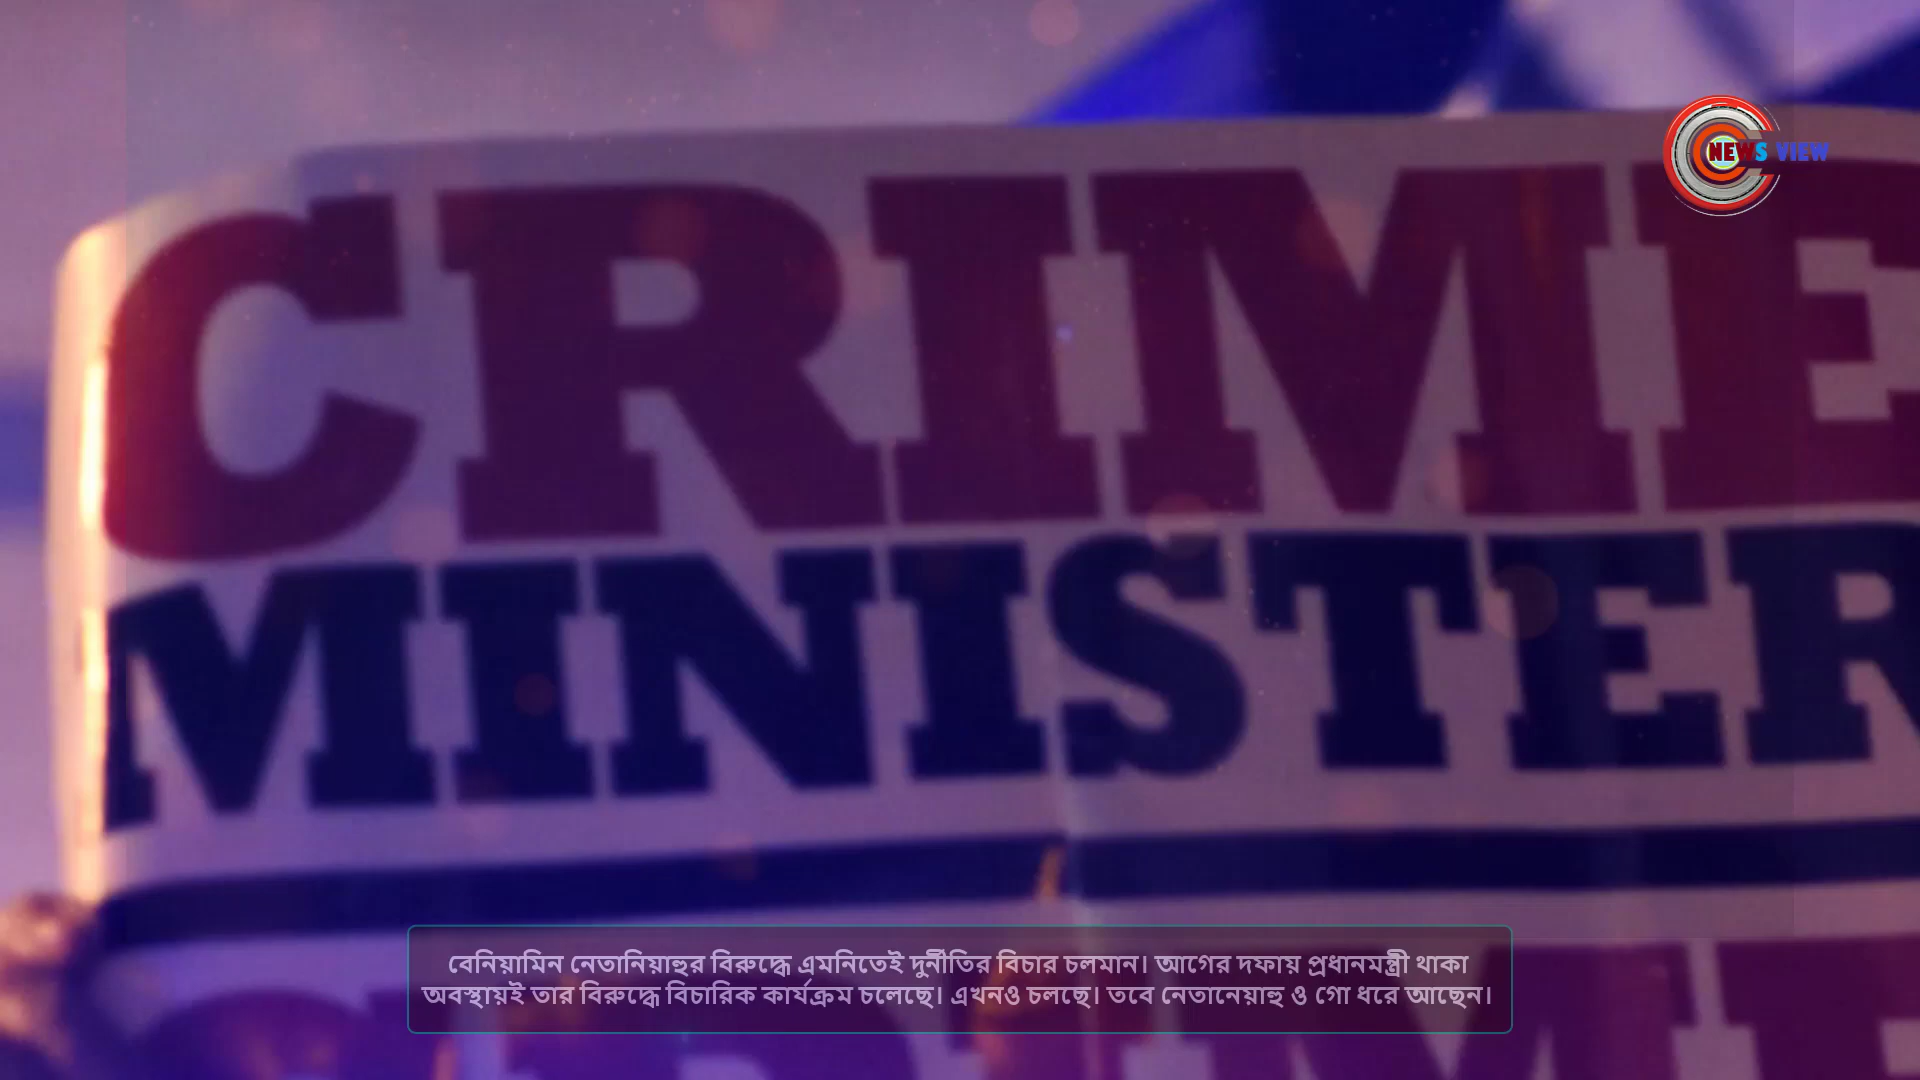 NEWS VIEW
CRIME
MINISTER
বেনিয়ামিন নেতানিয়াহুর বিরুদ্ধে এমনিতেই দুর্নীতির বিচার চলমান। আগের দফায় প্রধানমন্ত্রী থাকা
অবস্থায়ই তার বিরুদ্ধে বিচারিক কার্যক্রম চলেছে। এখনও চলছে। তবে নেতানেয়াহু ও গো ধরে আছেন।